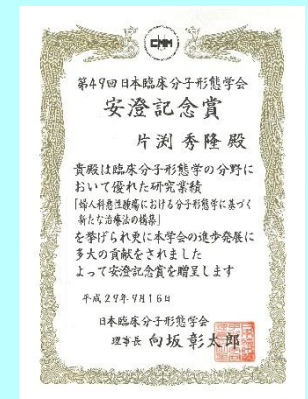 CMM
第49回日本臨床分子形態学会
安澄記念賞
片渕秀隆殿
貴殿は臨床分子形態学の分野に
おいて優れた研究業績
「婦人科悪性腫瘍における分子形態学に基づく
新たな治療法の構築」
を挙げられ更に本学会の進歩発展に
多大の貢献をされました
よって安澄記念賞を贈呈します
平成29年9月16日
日本臨床分子形態学会
理事長 向坂彰太郎